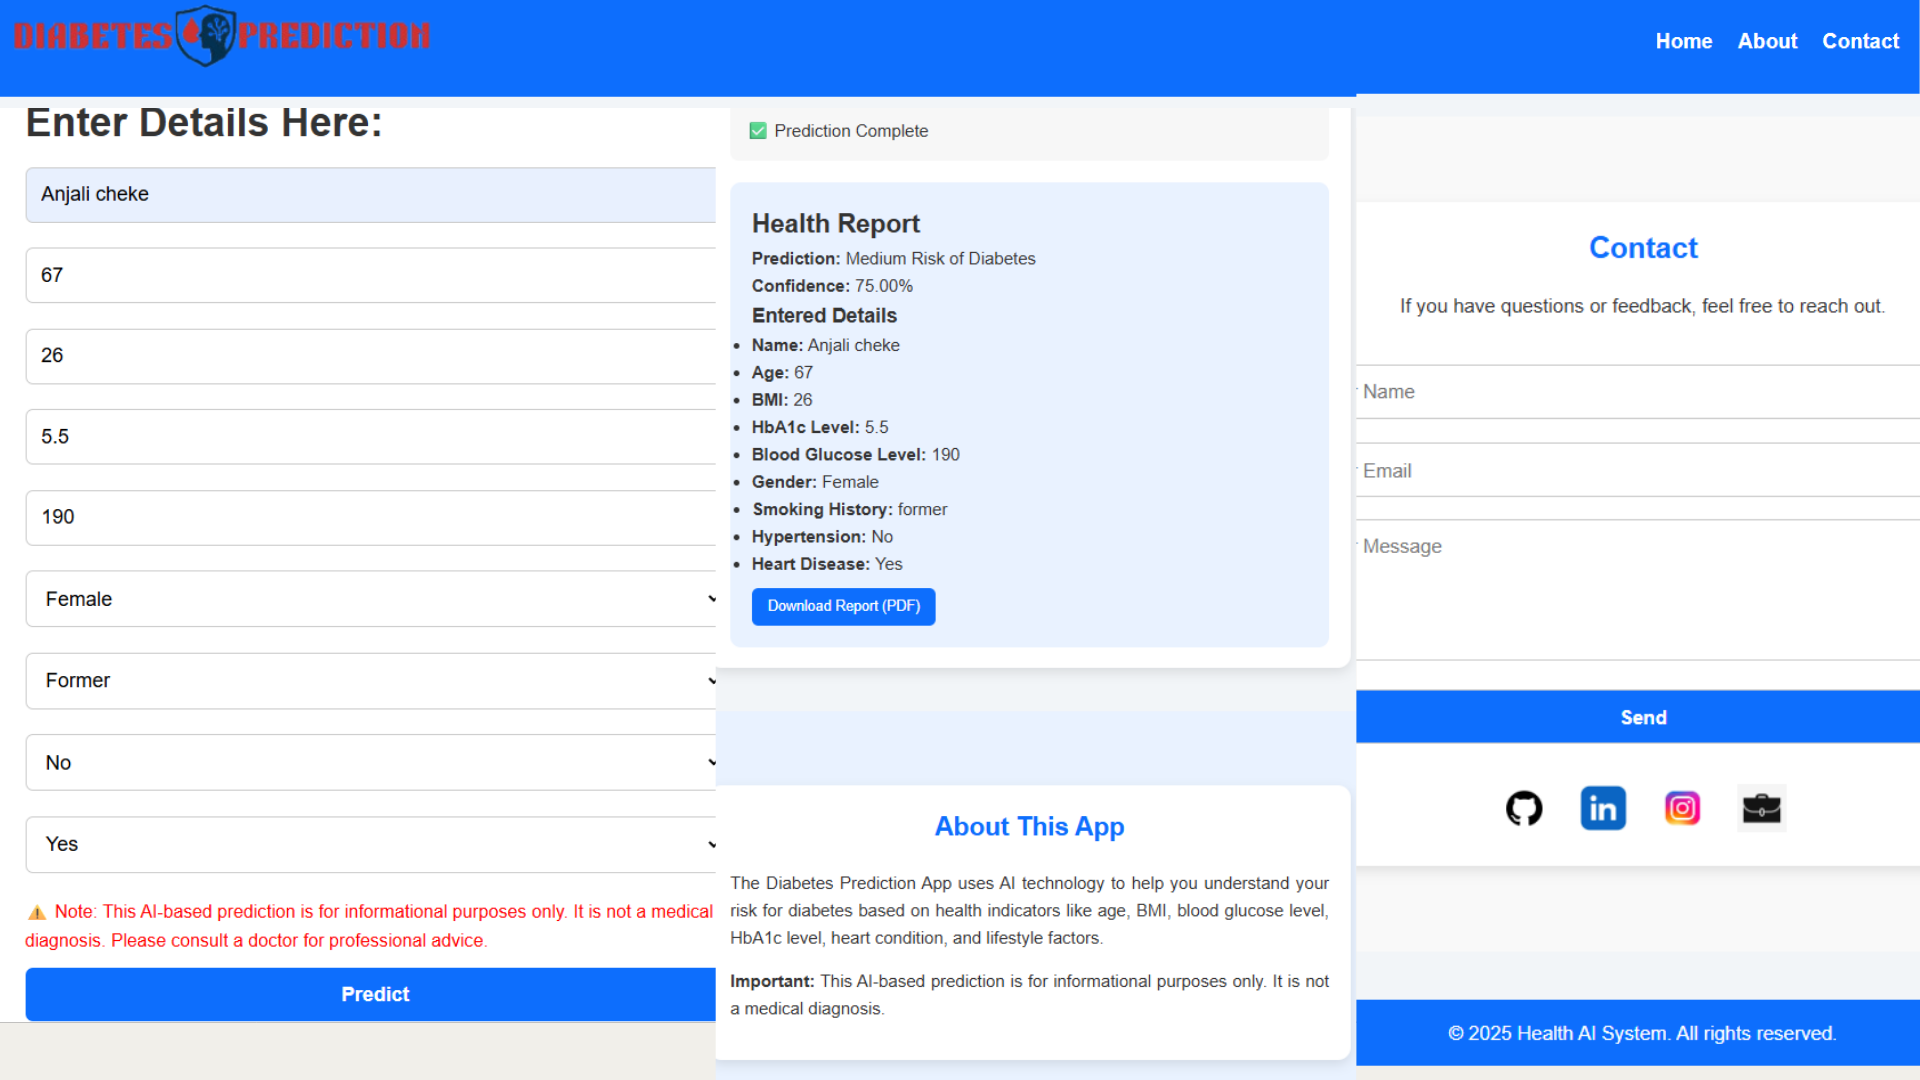 DIABETES PREDICTION
Home About Contact
Enter Details Here:
Anjali cheke
67
26
5.5
190
Female
Former
No
Yes
⚠️ Note: This AI-based prediction is for informational purposes only. It is not a medical
diagnosis. Please consult a doctor for professional advice.
Predict
✅ Prediction Complete
Health Report
Prediction: Medium Risk of Diabetes
Confidence: 75.00%
Entered Details
• Name: Anjali cheke
• Age: 67
• BMI: 26
• HbA1c Level: 5.5
• Blood Glucose Level: 190
• Gender: Female
• Smoking History: former
• Hypertension: No
• Heart Disease: Yes
Download Report (PDF)
About This App
The Diabetes Prediction App uses AI technology to help you understand your
risk for diabetes based on health indicators like age, BMI, blood glucose level,
HbA1c level, heart condition, and lifestyle factors.
Important: This AI-based prediction is for informational purposes only. It is not
a medical diagnosis.
Contact
If you have questions or feedback, feel free to reach out.
Name
Email
Message
Send
in
© 2025 Health AI System. All rights reserved.